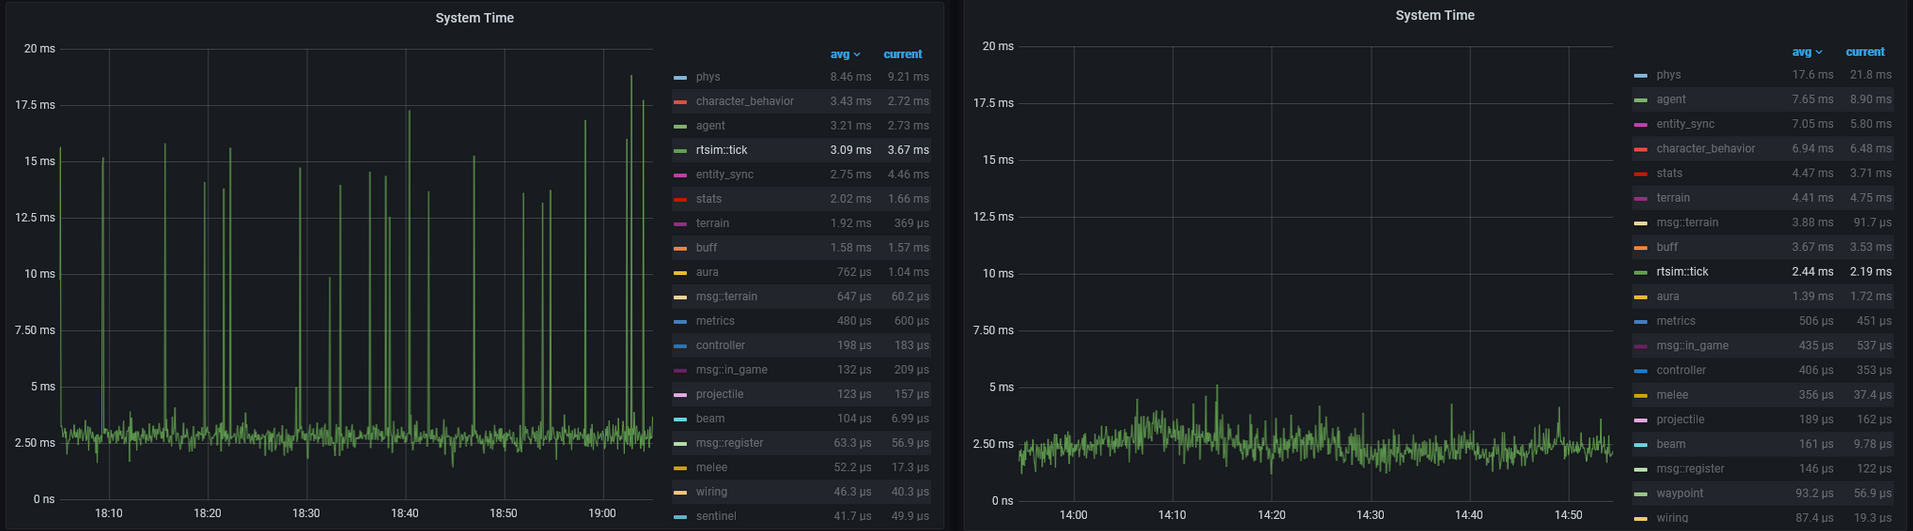 System Time
20 ms
17.5 ms
15 ms
12.5 ms
10 ms
7.50 ms
5 ms
2.50 ms
0 ns
18:10 18:20 18:30 18:40 18:50 19:00
avg current
phys 8.46 ms 9.21 ms
character_behavior 3.43 ms 2.72 ms
agent 3.21 ms 2.73 ms
rtsim::tick 3.09 ms 3.67 ms
entity_sync 2.75 ms 4.46 ms
stats 2.02 ms 1.66 ms
terrain 1.92 ms 369 µs
buff 1.58 ms 1.57 ms
aura 762 µs 1.04 ms
msg::terrain 647 µs 60.2 µs
metrics 480 µs 600 µs
controller 198 µs 183 µs
msg::in_game 132 µs 209 µs
projectile 123 µs 157 µs
beam 104 µs 6.99 µs
msg::register 63.3 µs 56.9 µs
melee 52.2 µs 17.3 µs
wiring 46.3 µs 40.3 µs
sentinel 41.7 µs 49.9 µs
System Time
20 ms
17.5 ms
15 ms
12.5 ms
10 ms
7.50 ms
5 ms
2.50 ms
0 ns
14:00 14:10 14:20 14:30 14:40 14:50
avg current
phys 17.6 ms 21.8 ms
agent 7.65 ms 8.90 ms
entity_sync 7.05 ms 5.80 ms
character_behavior 6.94 ms 6.48 ms
stats 4.47 ms 3.71 ms
terrain 4.41 ms 4.75 ms
msg::terrain 3.88 ms 91.7 µs
buff 3.67 ms 3.53 ms
rtsim::tick 2.44 ms 2.19 ms
aura 1.39 ms 1.72 ms
metrics 506 µs 451 µs
msg::in_game 435 µs 537 µs
controller 406 µs 353 µs
melee 356 µs 37.4 µs
projectile 189 µs 162 µs
beam 161 µs 9.78 µs
msg::register 146 µs 122 µs
waypoint 93.2 µs 56.9 µs
wiring 87.4 µs 19.3 µs